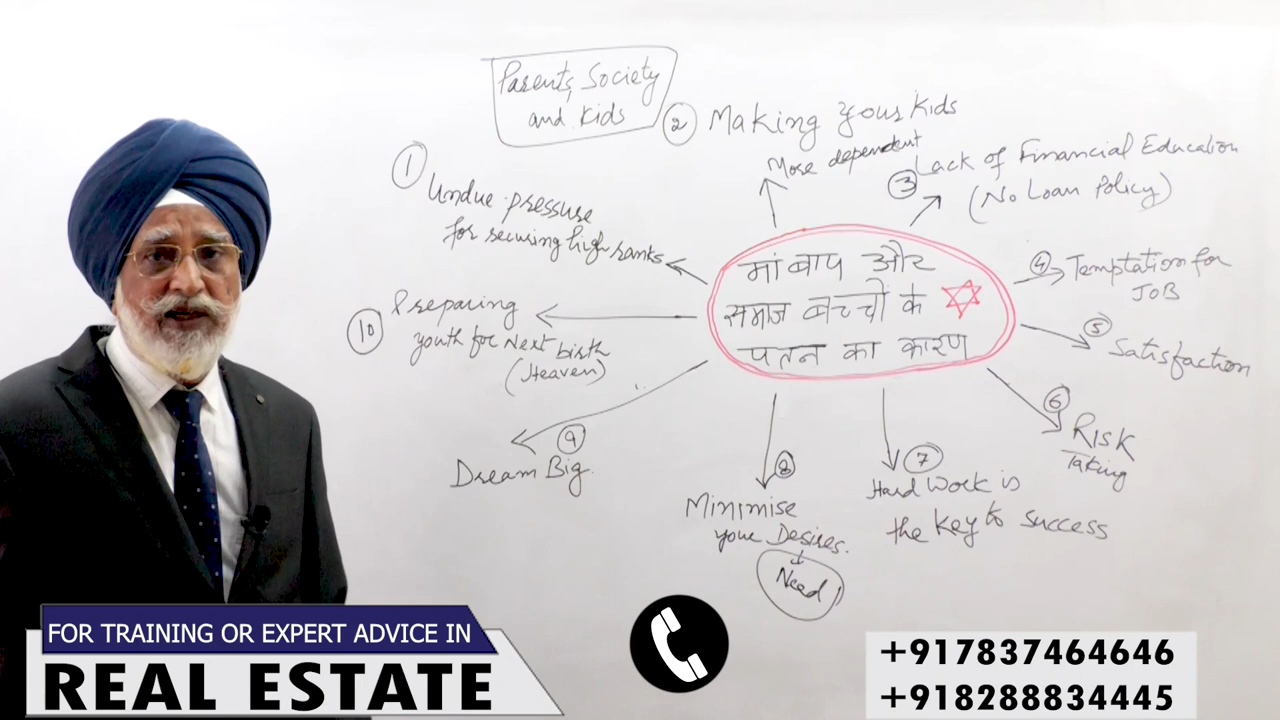 Parents, Society
and Kids
①
Undue pressure
for securing high ranks
②
Making your Kids
More dependent
③
Lack of Financial Education
(No Loan Policy)
मां बाप और
समाज बच्चों के
पतन का कारण
④
Temptation for
JOB
⑤
Satisfaction
⑥
RISK
Taking
⑦
Hard Work is
the Key to Success
⑧
Minimise
your Desires.
Need
⑨
Dream Big.
⑩
Preparing
youth for Next birth
(Heaven)
FOR TRAINING OR EXPERT ADVICE IN
REAL ESTATE
+917837464646
+918288834445